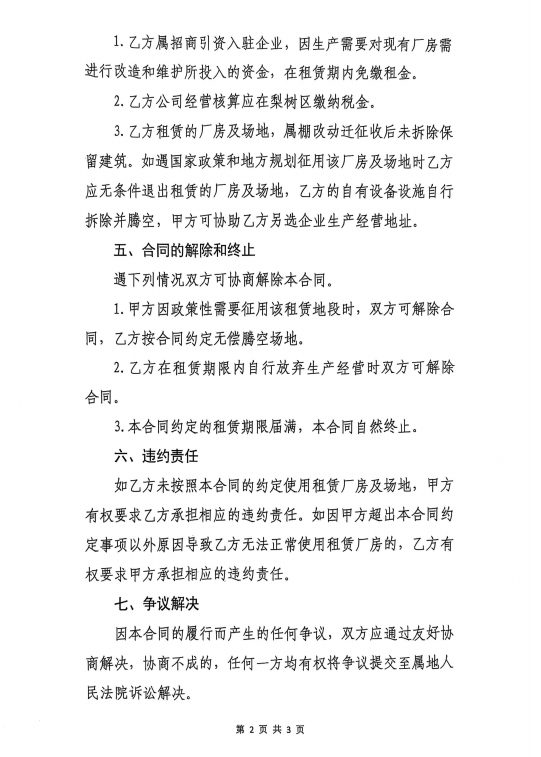 1.乙方属招商引资入驻企业，因生产需要对现有厂房需
进行改造和维护所投入的资金，在租赁期内免缴租金。
2.乙方公司经营核算应在梨树区缴纳税金。
3.乙方租赁的厂房及场地，属棚改动迁征收后未拆除保
留建筑。如遇国家政策和地方规划征用该厂房及场地时乙方
应无条件退出租赁的厂房及场地，乙方的自有设备设施自行
拆除并腾空，甲方可协助乙方另选企业生产经营地址。
五、合同的解除和终止
遇下列情况双方可协商解除本合同。
1.甲方因政策性需要征用该租赁地段时，双方可解除合
同，乙方按合同约定无偿腾空场地。
2.乙方在租赁期限内自行放弃生产经营时双方可解除
合同。
3.本合同约定的租赁期限届满，本合同自然终止。
六、违约责任
如乙方未按照本合同的约定使用租赁厂房及场地，甲方
有权要求乙方承担相应的违约责任。如因甲方超出本合同约
定事项以外原因导致乙方无法正常使用租赁厂房的，乙方有
权要求甲方承担相应的违约责任。
七、争议解决
因本合同的履行而产生的任何争议，双方应通过友好协
商解决，协商不成的，任何一方均有权将争议提交至属地人
民法院诉讼解决。
第 2 页 共 3 页